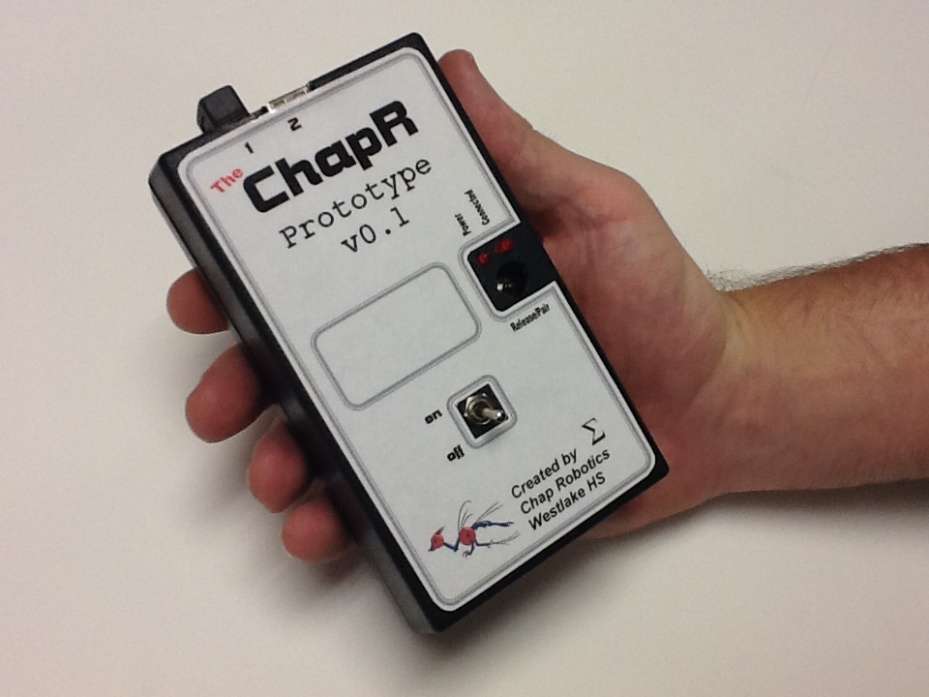 1 2
The ChapR
Prototype
v0.1
Power Connected
Release/Pair
on
off
Σ
Created by
Chap Robotics
Westlake HS